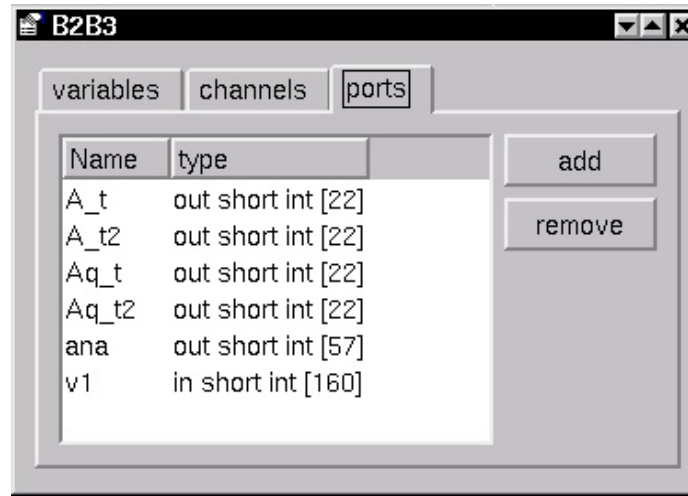 B2B3
variables channels ports
Name type
A_t out short int [22]
A_t2 out short int [22]
Aq_t out short int [22]
Aq_t2 out short int [22]
ana out short int [57]
v1 in short int [160]
add
remove